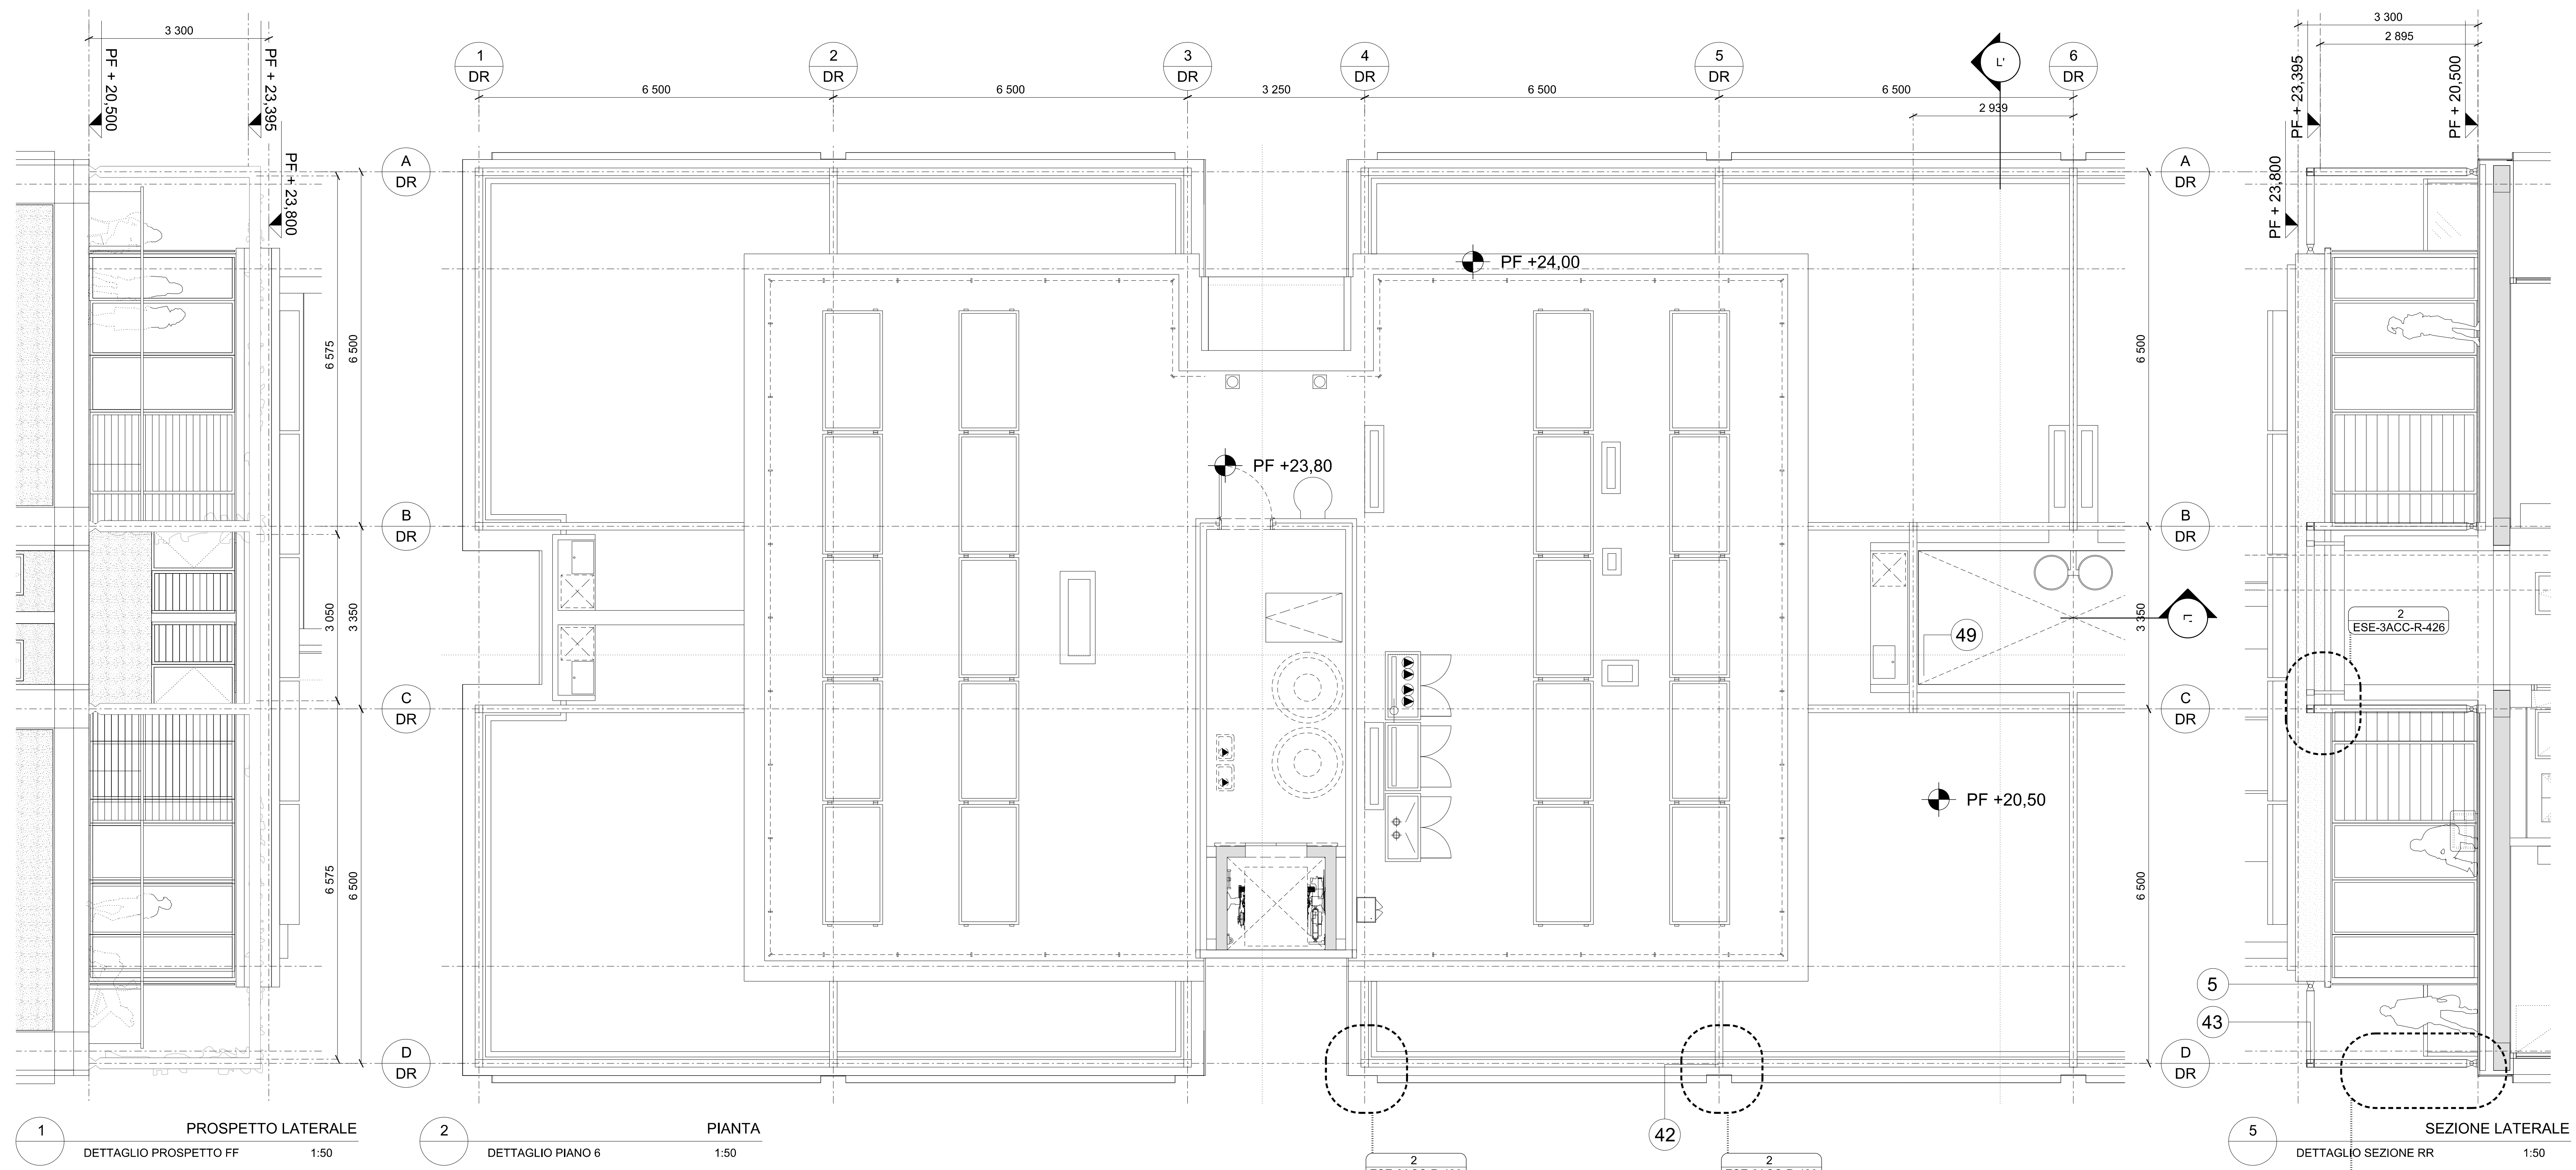 3 300
PF + 20,500
PF + 23,395
PF + 23,800
6 575
6 500
3 050
3 350
6 575
6 500
1
PROSPETTO LATERALE
DETTAGLIO PROSPETTO FF
1:50
1
DR
2
DR
3
DR
4
DR
5
DR
6
DR
6 500
6 500
3 250
6 500
6 500
2 939
L'
A
DR
B
DR
C
DR
D
DR
PF +24,00
PF +23,80
PF +20,50
49
42
L'
6 500
3 350
6 500
A
DR
B
DR
C
DR
D
DR
2
PIANTA
DETTAGLIO PIANO 6
1:50
2
2
3 300
2 895
PF + 23,395
PF + 20,500
PF + 23,800
2
ESE-3ACC-R-426
5
43
5
SEZIONE LATERALE
DETTAGLIO SEZIONE RR
1:50